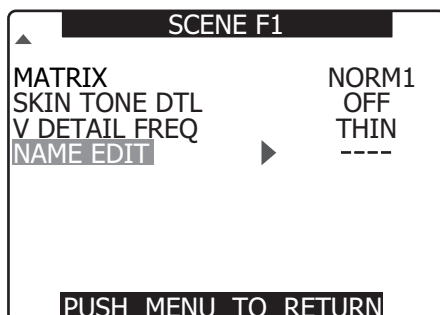 SCENE F1
MATRIX NORM1
SKIN TONE DTL OFF
V DETAIL FREQ THIN
NAME EDIT ----
PUSH MENU TO RETURN